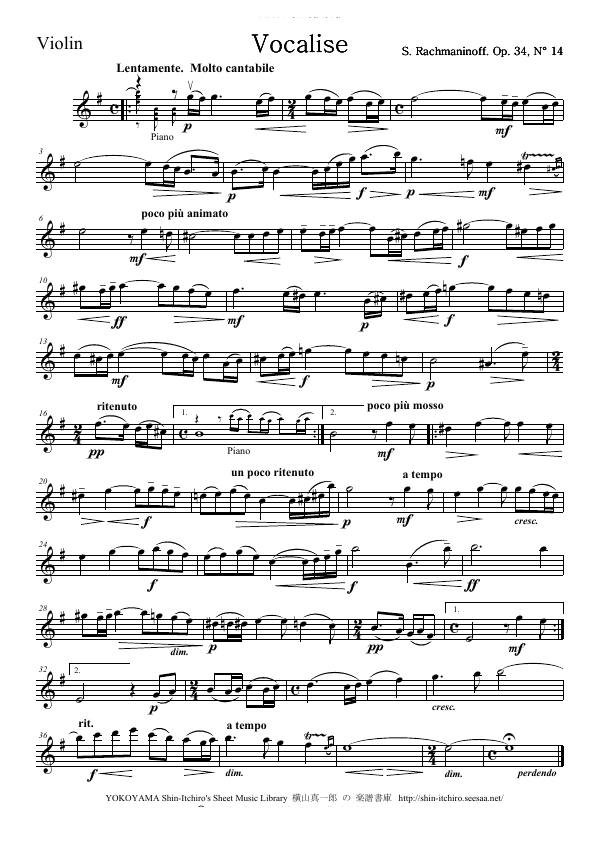 Violin
Vocalise
S. Rachmaninoff. Op. 34, N° 14
Lentamente. Molto cantabile
Piano
p
mf
3
p f p mf
6
poco più animato
mf f
10
ff mf p f
13
mf f p
16
ritenuto 1. 2. poco più mosso
pp Piano mf
20
un poco ritenuto a tempo
f p mf cresc.
24
f f ff
28
1.
dim. p pp mf
32
2.
p cresc.
36
rit. a tempo
f dim. dim. perdendo
YOKOYAMA Shin-Itchiro's Sheet Music Library 横山真一郎 の 楽譜書庫 http://shin-itchiro.seesaa.net/